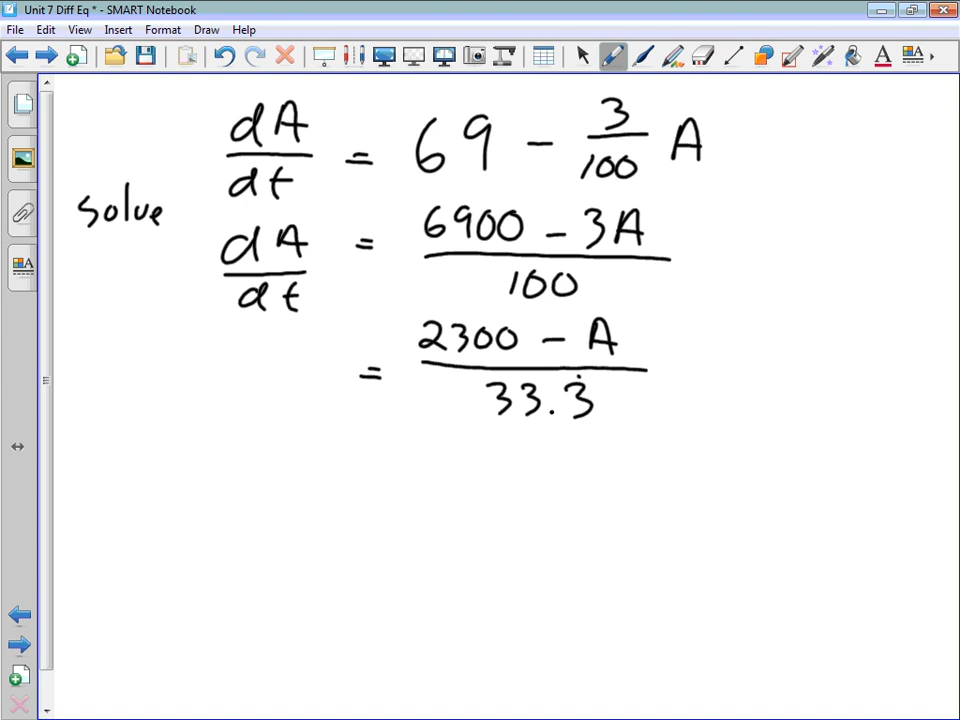 Unit 7 Diff Eq * - SMART Notebook
File Edit View Insert Format Draw Help
dA/dt = 69 - 3/100 A
solve
dA/dt = 6900 - 3A / 100
= 2300 - A / 33.3̇